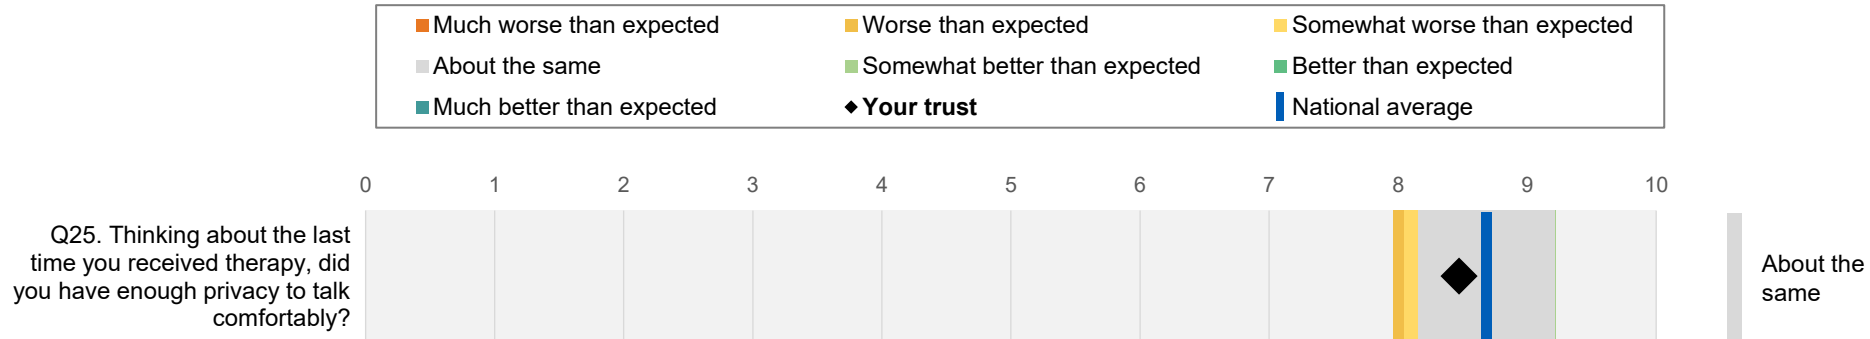 Much worse than expected
Worse than expected
Somewhat worse than expected
About the same
Somewhat better than expected
Better than expected
Much better than expected
Your trust
National average
0 1 2 3 4 5 6 7 8 9 10
Q25. Thinking about the last
time you received therapy, did
you have enough privacy to talk
comfortably?
About the
same